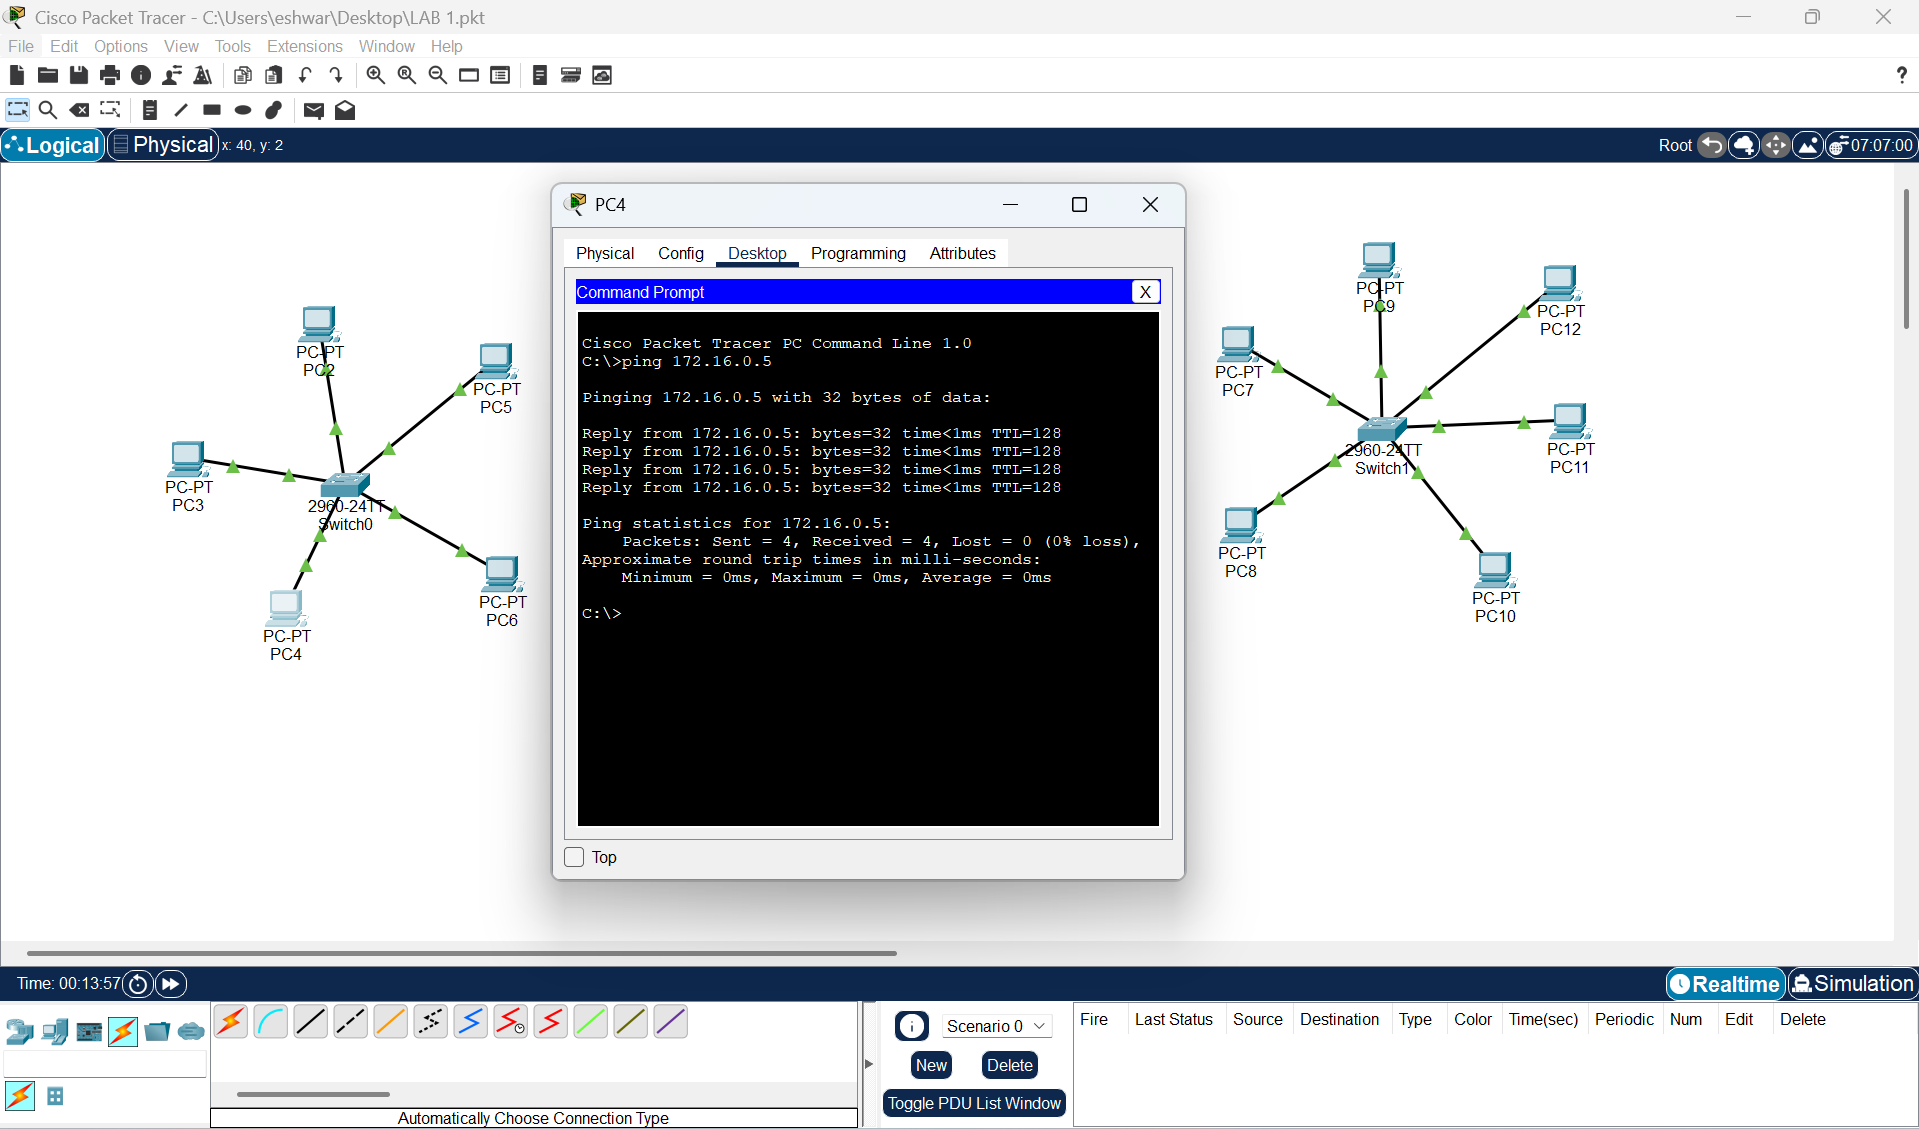 Cisco Packet Tracer - C:\Users\eshwar\Desktop\LAB 1.pkt
File Edit Options View Tools Extensions Window Help
?
Logical Physical x: 40, y: 2 Root 07:07:00
PC4
Physical Config Desktop Programming Attributes
Command Prompt X
Cisco Packet Tracer PC Command Line 1.0
C:\>ping 172.16.0.5
Pinging 172.16.0.5 with 32 bytes of data:
Reply from 172.16.0.5: bytes=32 time<1ms TTL=128
Reply from 172.16.0.5: bytes=32 time<1ms TTL=128
Reply from 172.16.0.5: bytes=32 time<1ms TTL=128
Reply from 172.16.0.5: bytes=32 time<1ms TTL=128
Ping statistics for 172.16.0.5:
Packets: Sent = 4, Received = 4, Lost = 0 (0% loss),
Approximate round trip times in milli-seconds:
Minimum = 0ms, Maximum = 0ms, Average = 0ms
C:\>
Top
PC-PT
PC2
PC-PT
PC5
PC-PT
PC3
2960-24TT
Switch0
PC-PT
PC6
PC-PT
PC4
PC-PT
PC9
PC-PT
PC12
PC-PT
PC7
2960-24TT
Switch1
PC-PT
PC11
PC-PT
PC8
PC-PT
PC10
Time: 00:13:57 Realtime Simulation
Scenario 0
New Delete
Toggle PDU List Window
Fire Last Status Source Destination Type Color Time(sec) Periodic Num Edit Delete
Automatically Choose Connection Type